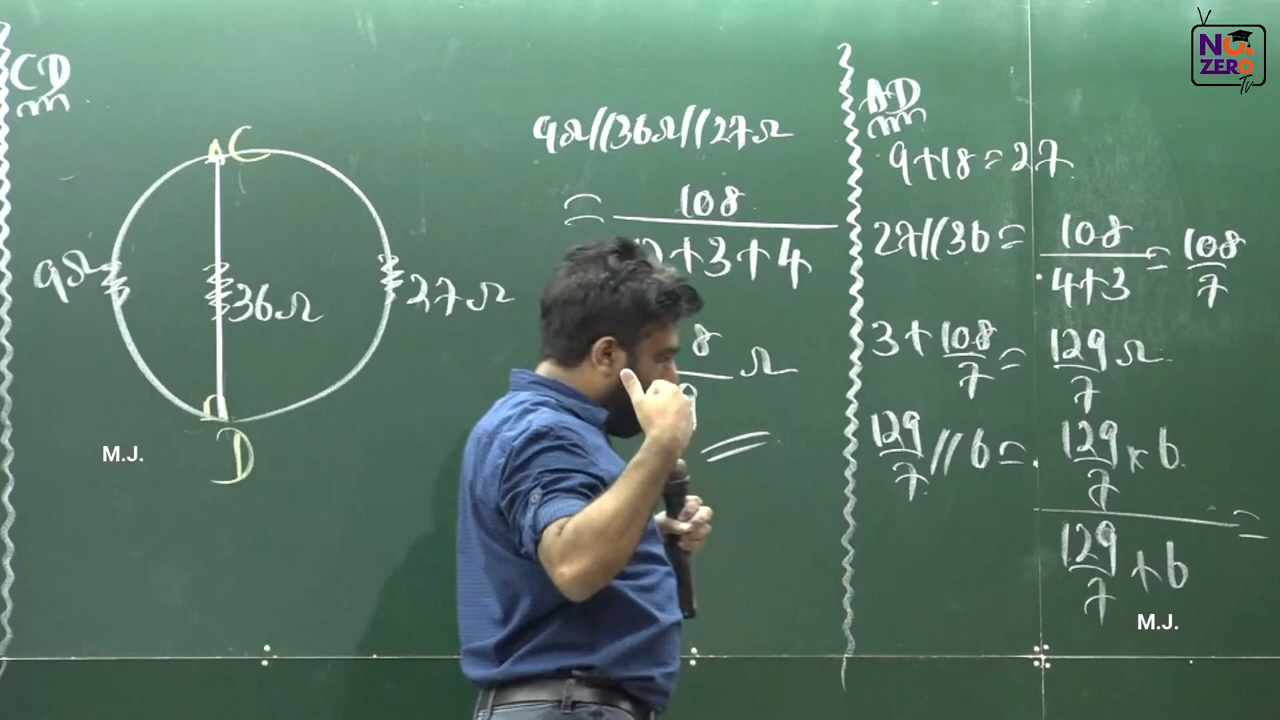 CD
C
9Ω
36Ω
27Ω
D
M.J.
9Ω//36Ω//27Ω
= 108
+3+4
8
Ω
AD
9+18=27
27//36= 108/4+3 = 108/7
3+108/7= 129/7 Ω
129/7 // 6 = 129/7 × 6
129/7 + 6 =
M.J.
NO.
ZERO
TV